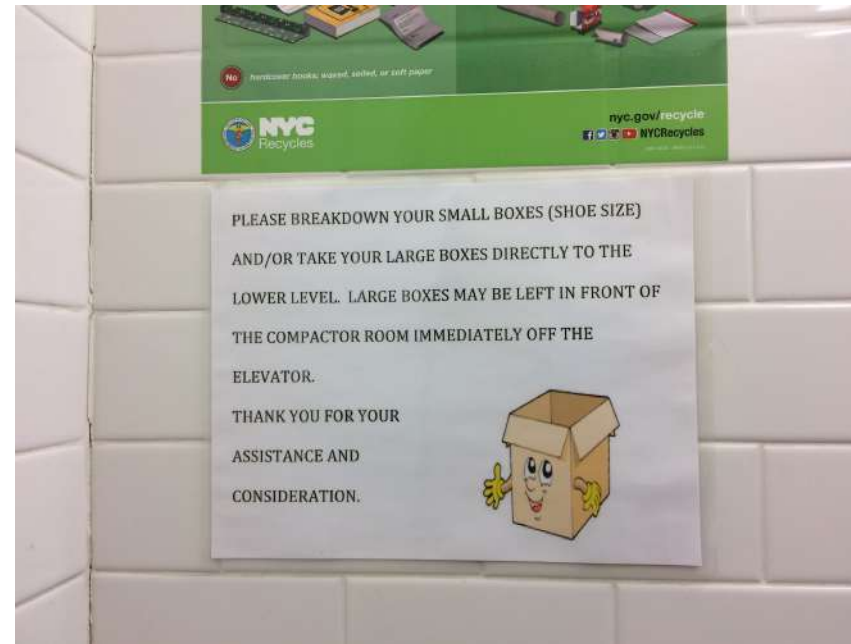 No hardcover books; waxed, soiled, or soft paper
NYC
Recycles
nyc.gov/recycle
NYCRecycles
PLEASE BREAKDOWN YOUR SMALL BOXES (SHOE SIZE)
AND/OR TAKE YOUR LARGE BOXES DIRECTLY TO THE
LOWER LEVEL. LARGE BOXES MAY BE LEFT IN FRONT OF
THE COMPACTOR ROOM IMMEDIATELY OFF THE
ELEVATOR.
THANK YOU FOR YOUR
ASSISTANCE AND
CONSIDERATION.